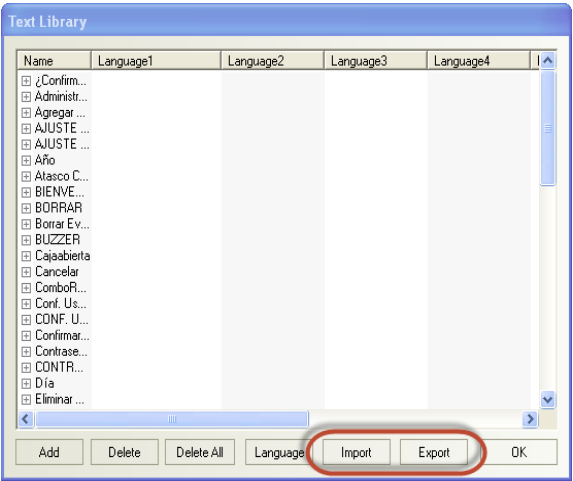 Text Library
Name Language1 Language2 Language3 Language4
¿Confirm...
Administr...
Agregar ...
AJUSTE ...
AJUSTE ...
Año
Atasco C...
BIENVE...
BORRAR
Borrar Ev...
BUZZER
Cajaabierta
Cancelar
ComboR...
Conf. Us...
CONF. U...
Confirmar...
Contrase...
CONTR...
Día
Eliminar ...
Add Delete Delete All Language Import Export OK